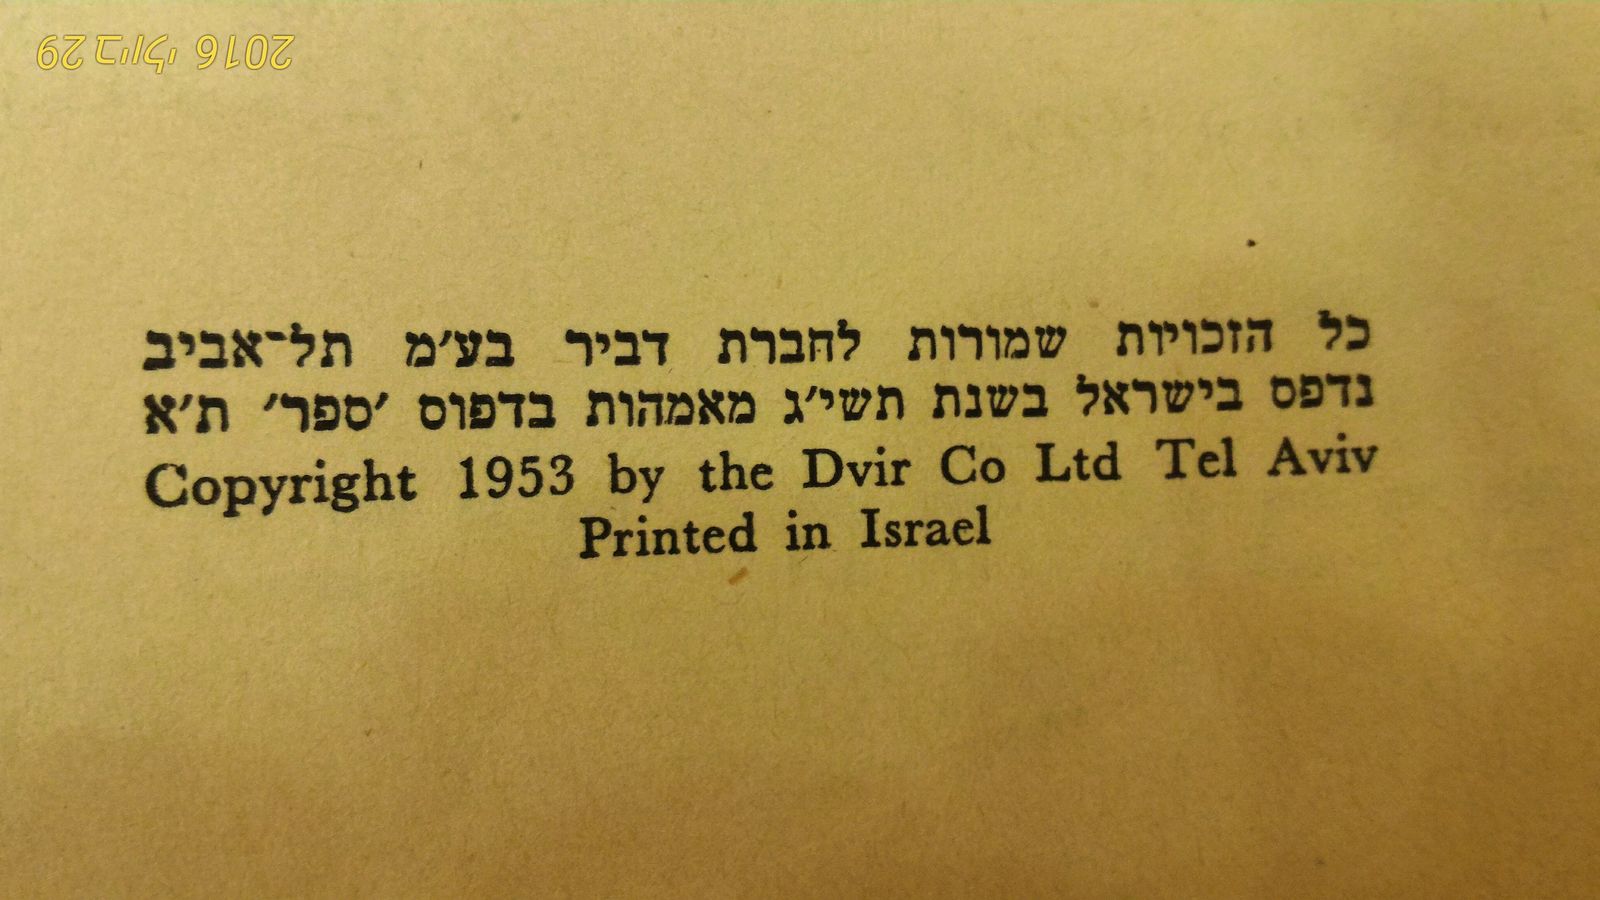 29 ביולי 2016
כל הזכויות שמורות לחברת דביר בע׳מ תל־אביב
נדפס בישראל בשנת תשי׳ג מאמהות בדפוס ׳ספר׳ ת׳א
Copyright 1953 by the Dvir Co Ltd Tel Aviv
Printed in Israel